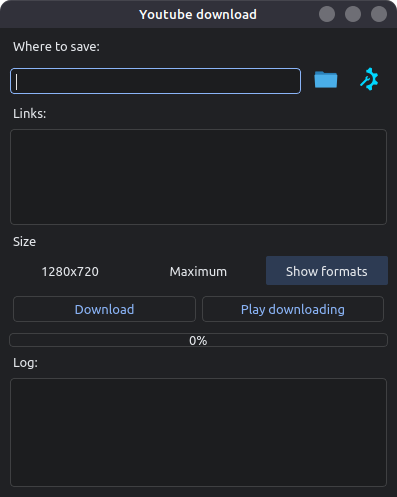 Youtube download
Where to save:
Links:
Size
1280x720 Maximum Show formats
Download Play downloading
0%
Log: